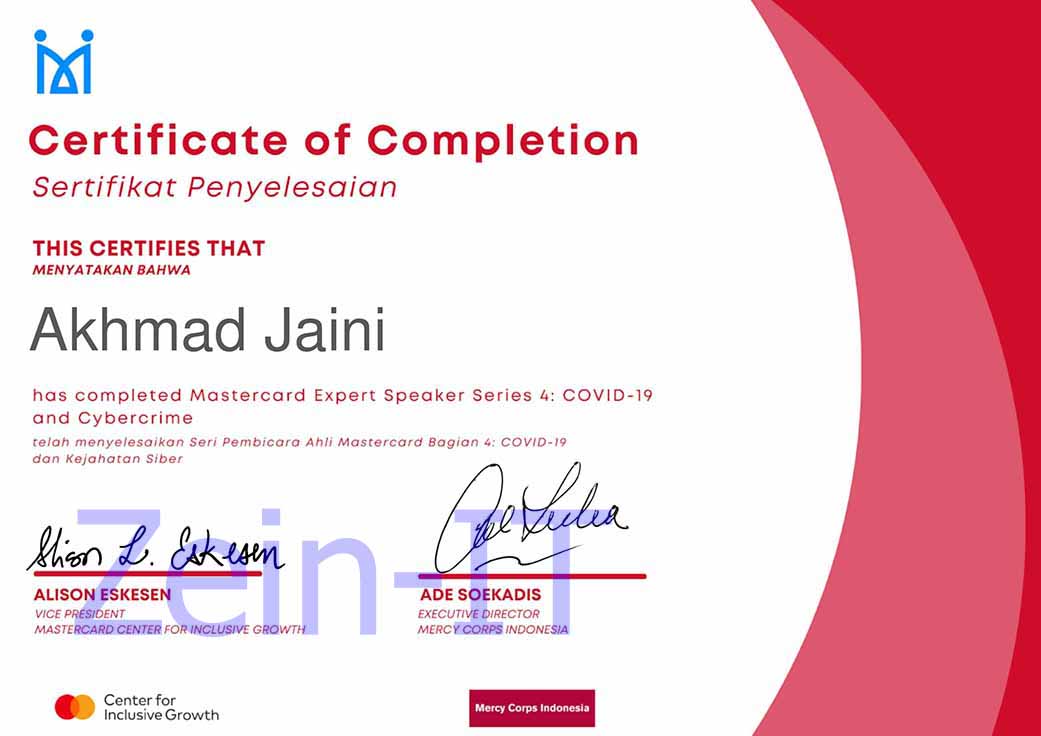 Certificate of Completion
Sertifikat Penyelesaian
THIS CERTIFIES THAT
MENYATAKAN BAHWA
Akhmad Jaini
has completed Mastercard Expert Speaker Series 4: COVID-19
and Cybercrime
telah menyelesaikan Seri Pembicara Ahli Mastercard Bagian 4: COVID-19
dan Kejahatan Siber
Zein-IT
Alison L. Eskesen
ALISON ESKESEN
VICE PRESIDENT
MASTERCARD CENTER FOR INCLUSIVE GROWTH
ADE SOEKADIS
EXECUTIVE DIRECTOR
MERCY CORPS INDONESIA
Center for
Inclusive Growth
Mercy Corps Indonesia